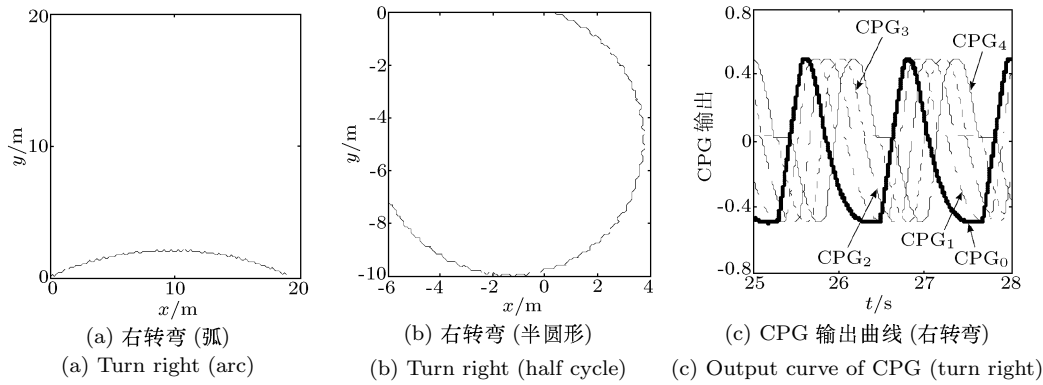 20
10
0
y/m
0
10
20
x/m
(a) 右转弯 (弧)
(a) Turn right (arc)
0
-2
-4
-6
-8
-10
y/m
-6
-4
-2
0
2
4
x/m
(b) 右转弯 (半圆形)
(b) Turn right (half cycle)
0.8
0.4
0
-0.4
-0.8
CPG 输出
CPG3
CPG4
CPG2
CPG1
CPG0
25
26
27
28
t/s
(c) CPG 输出曲线 (右转弯)
(c) Output curve of CPG (turn right)